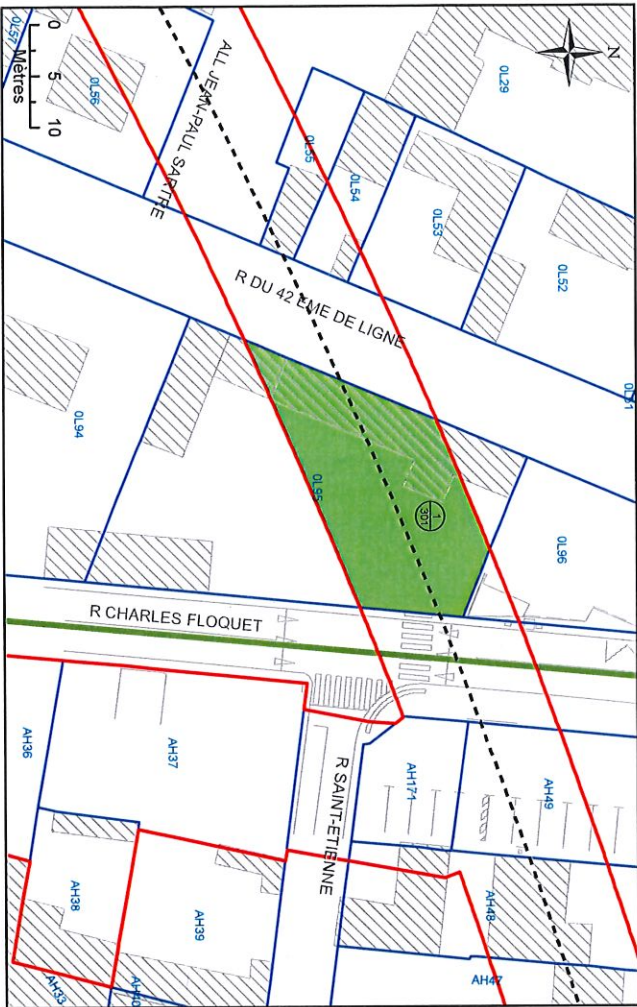 N
0 5 10
Mètres
0L57
0L56
ALL JEAN-PAUL SARTRE
0L29
0L55
0L54
0L53
0L52
0L51
R DU 42 EME DE LIGNE
0L94
0L95
0L96
1
301
R CHARLES FLOQUET
AH36
AH37
R SAINT-ETIENNE
AH171
AH49
AH38
AH39
AH48
AH47
AH33
AH40